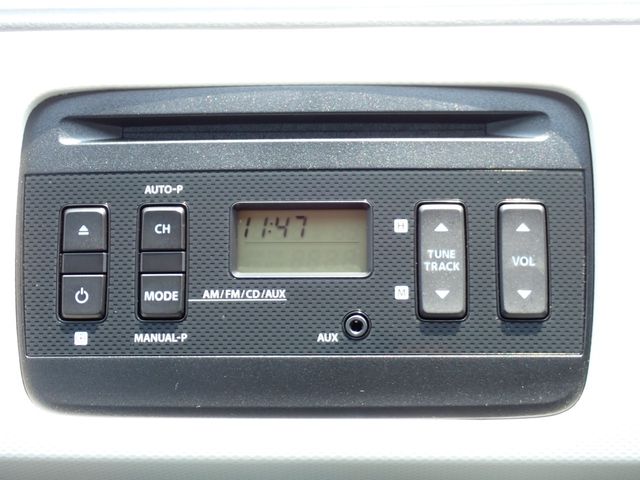 AUTO-P
CH
11:47
H
TUNE
TRACK
VOL
MODE
AM/FM/CD/AUX
M
MANUAL-P
AUX